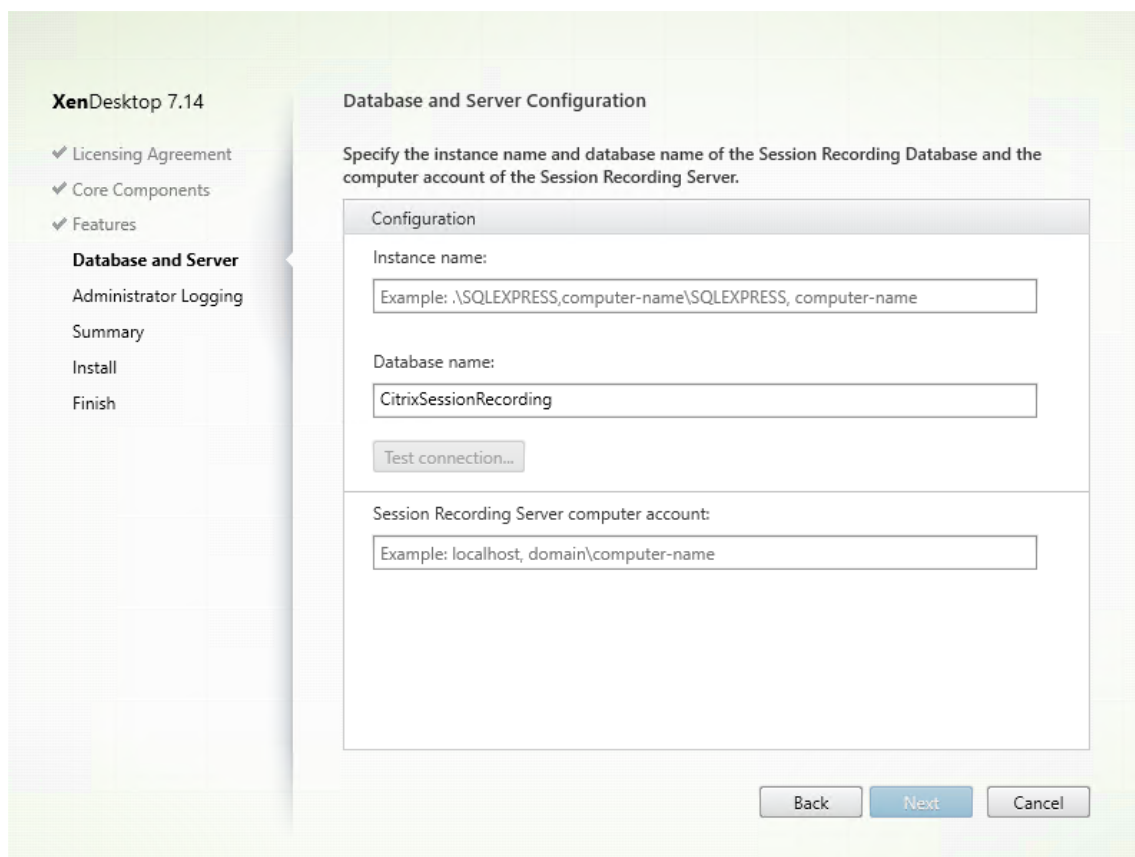 XenDesktop 7.14
Licensing Agreement
Core Components
Features
Database and Server
Administrator Logging
Summary
Install
Finish
Database and Server Configuration
Specify the instance name and database name of the Session Recording Database and the
computer account of the Session Recording Server.
Configuration
Instance name:
Example: .\SQLEXPRESS,computer-name\SQLEXPRESS, computer-name
Database name:
CitrixSessionRecording
Test connection...
Session Recording Server computer account:
Example: localhost, domain\computer-name
Back
Next
Cancel